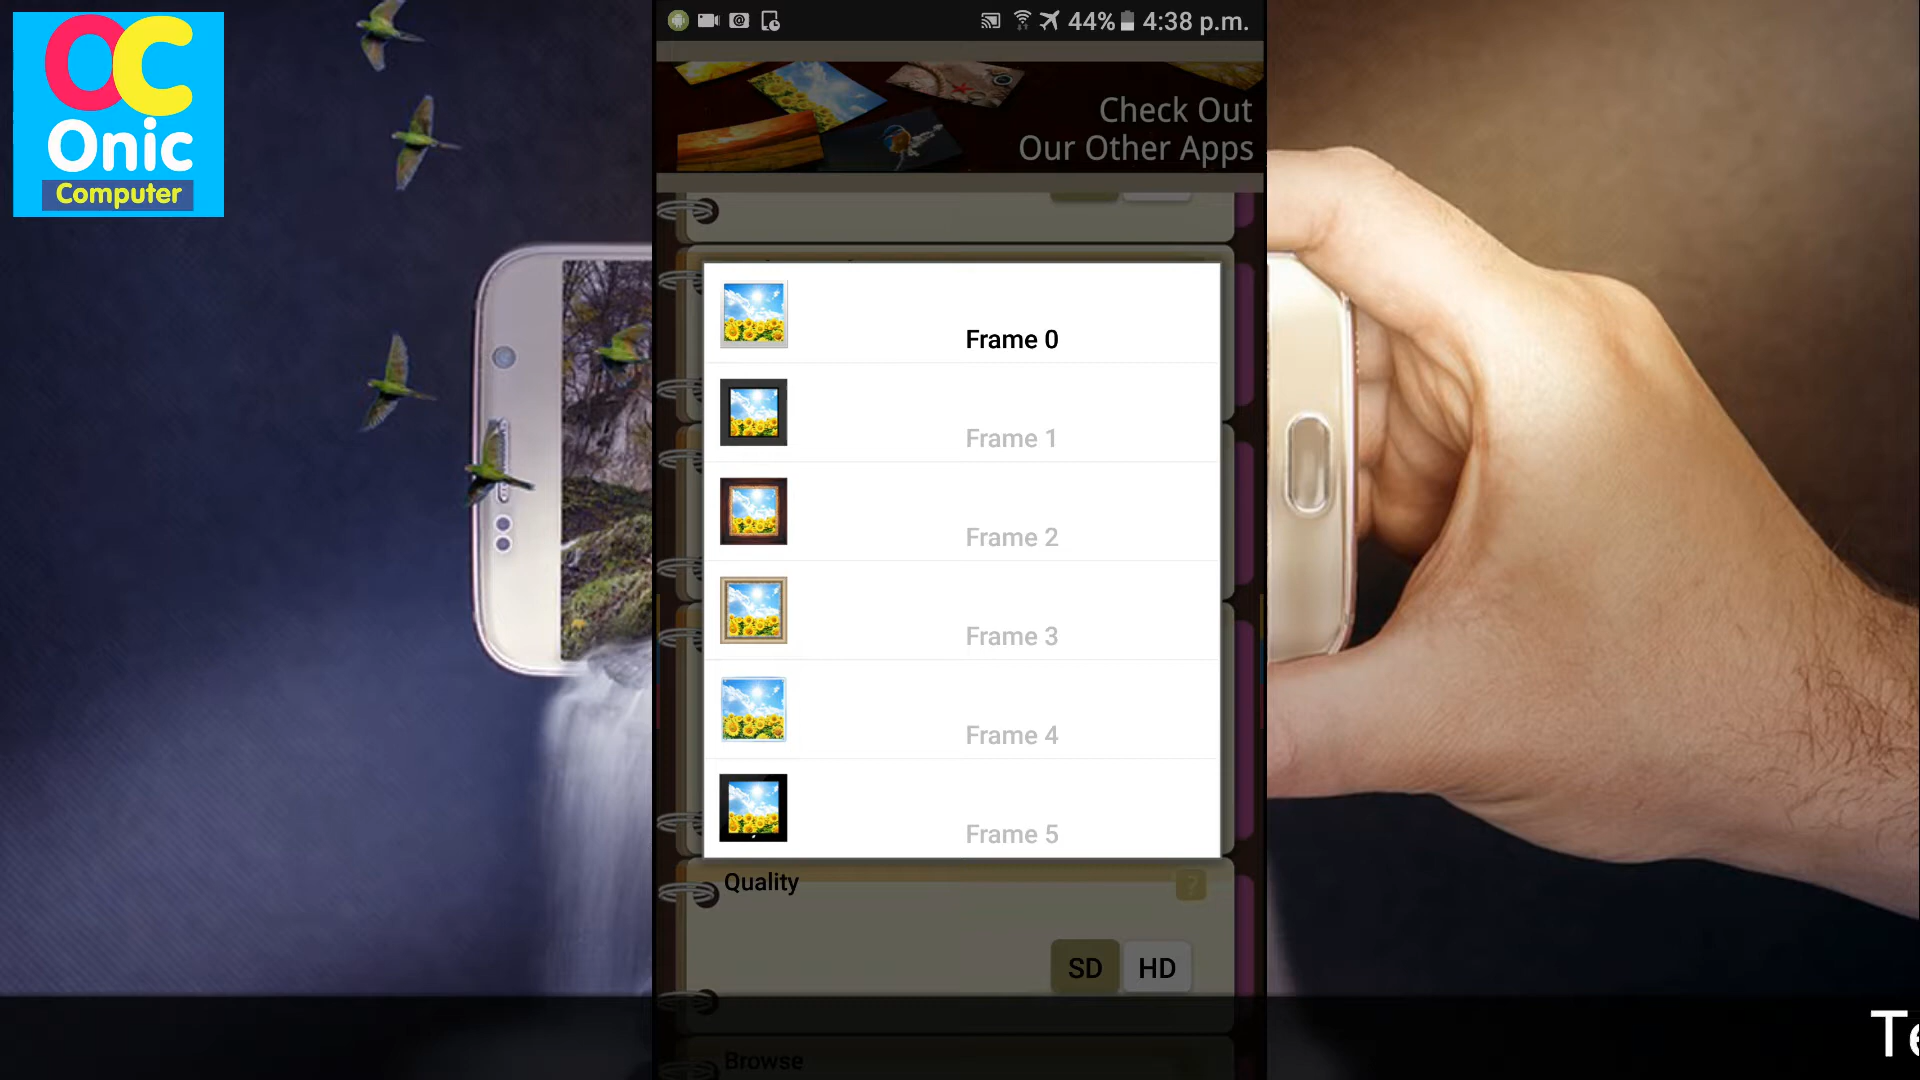 OC
Onic
Computer
44% 4:38 p.m.
Check Out
Our Other Apps
Frame 0
Frame 1
Frame 2
Frame 3
Frame 4
Frame 5
Quality
?
SD HD
Browse
Te